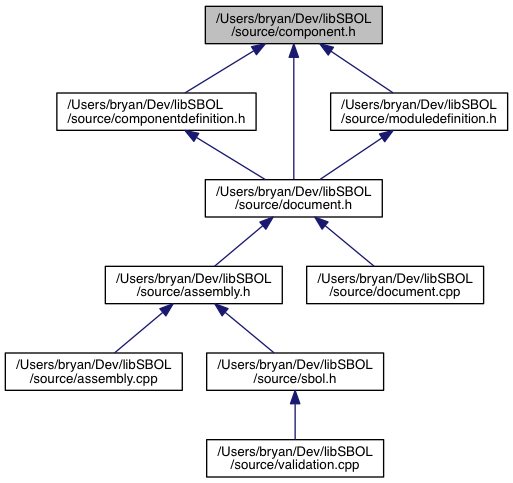 /Users/bryan/Dev/libSBOL
/source/component.h
/Users/bryan/Dev/libSBOL
/source/componentdefinition.h
/Users/bryan/Dev/libSBOL
/source/moduledefinition.h
/Users/bryan/Dev/libSBOL
/source/document.h
/Users/bryan/Dev/libSBOL
/source/assembly.h
/Users/bryan/Dev/libSBOL
/source/document.cpp
/Users/bryan/Dev/libSBOL
/source/assembly.cpp
/Users/bryan/Dev/libSBOL
/source/sbol.h
/Users/bryan/Dev/libSBOL
/source/validation.cpp